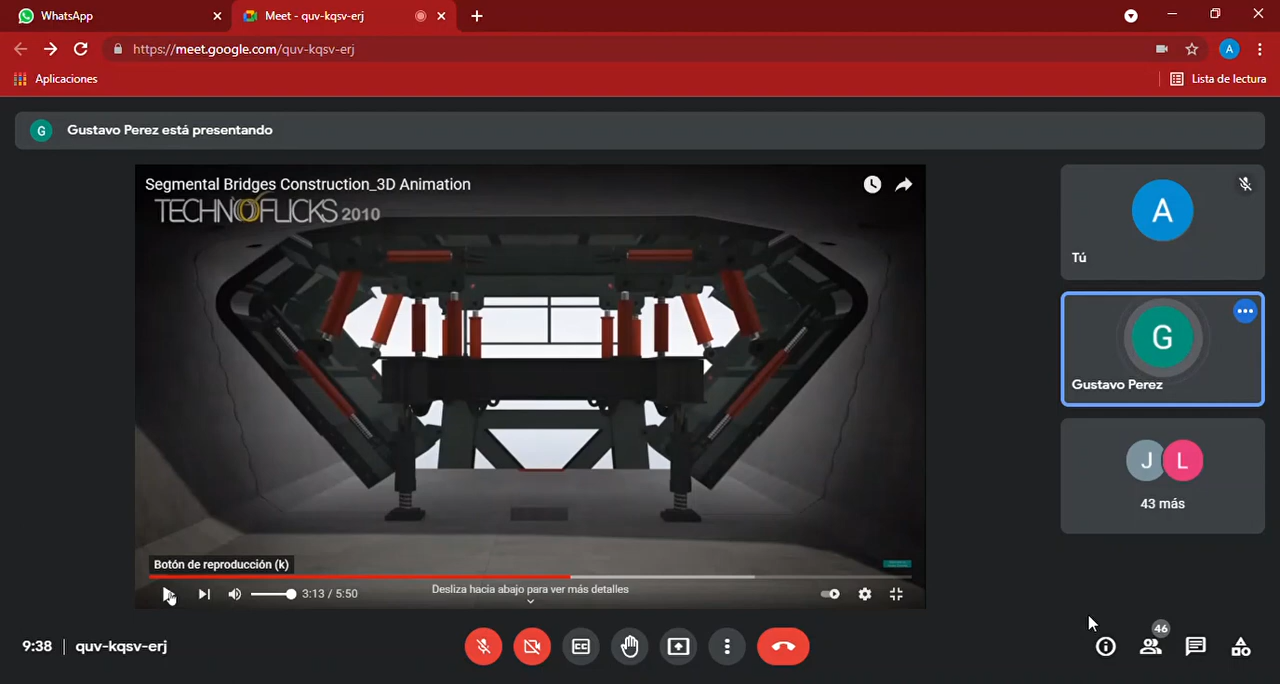 WhatsApp
Meet - quv-kqsv-erj
A
https://meet.google.com/quv-kqsv-erj
Aplicaciones
Lista de lectura
G
Gustavo Perez está presentando
Segmental Bridges Construction_3D Animation
TECHNOFLICKS 2010
A
Tú
G
Gustavo Perez
J
L
43 más
Botón de reproducción (k)
3:13 / 5:50
Desliza hacia abajo para ver más detalles
9:38 | quv-kqsv-erj
CC
46